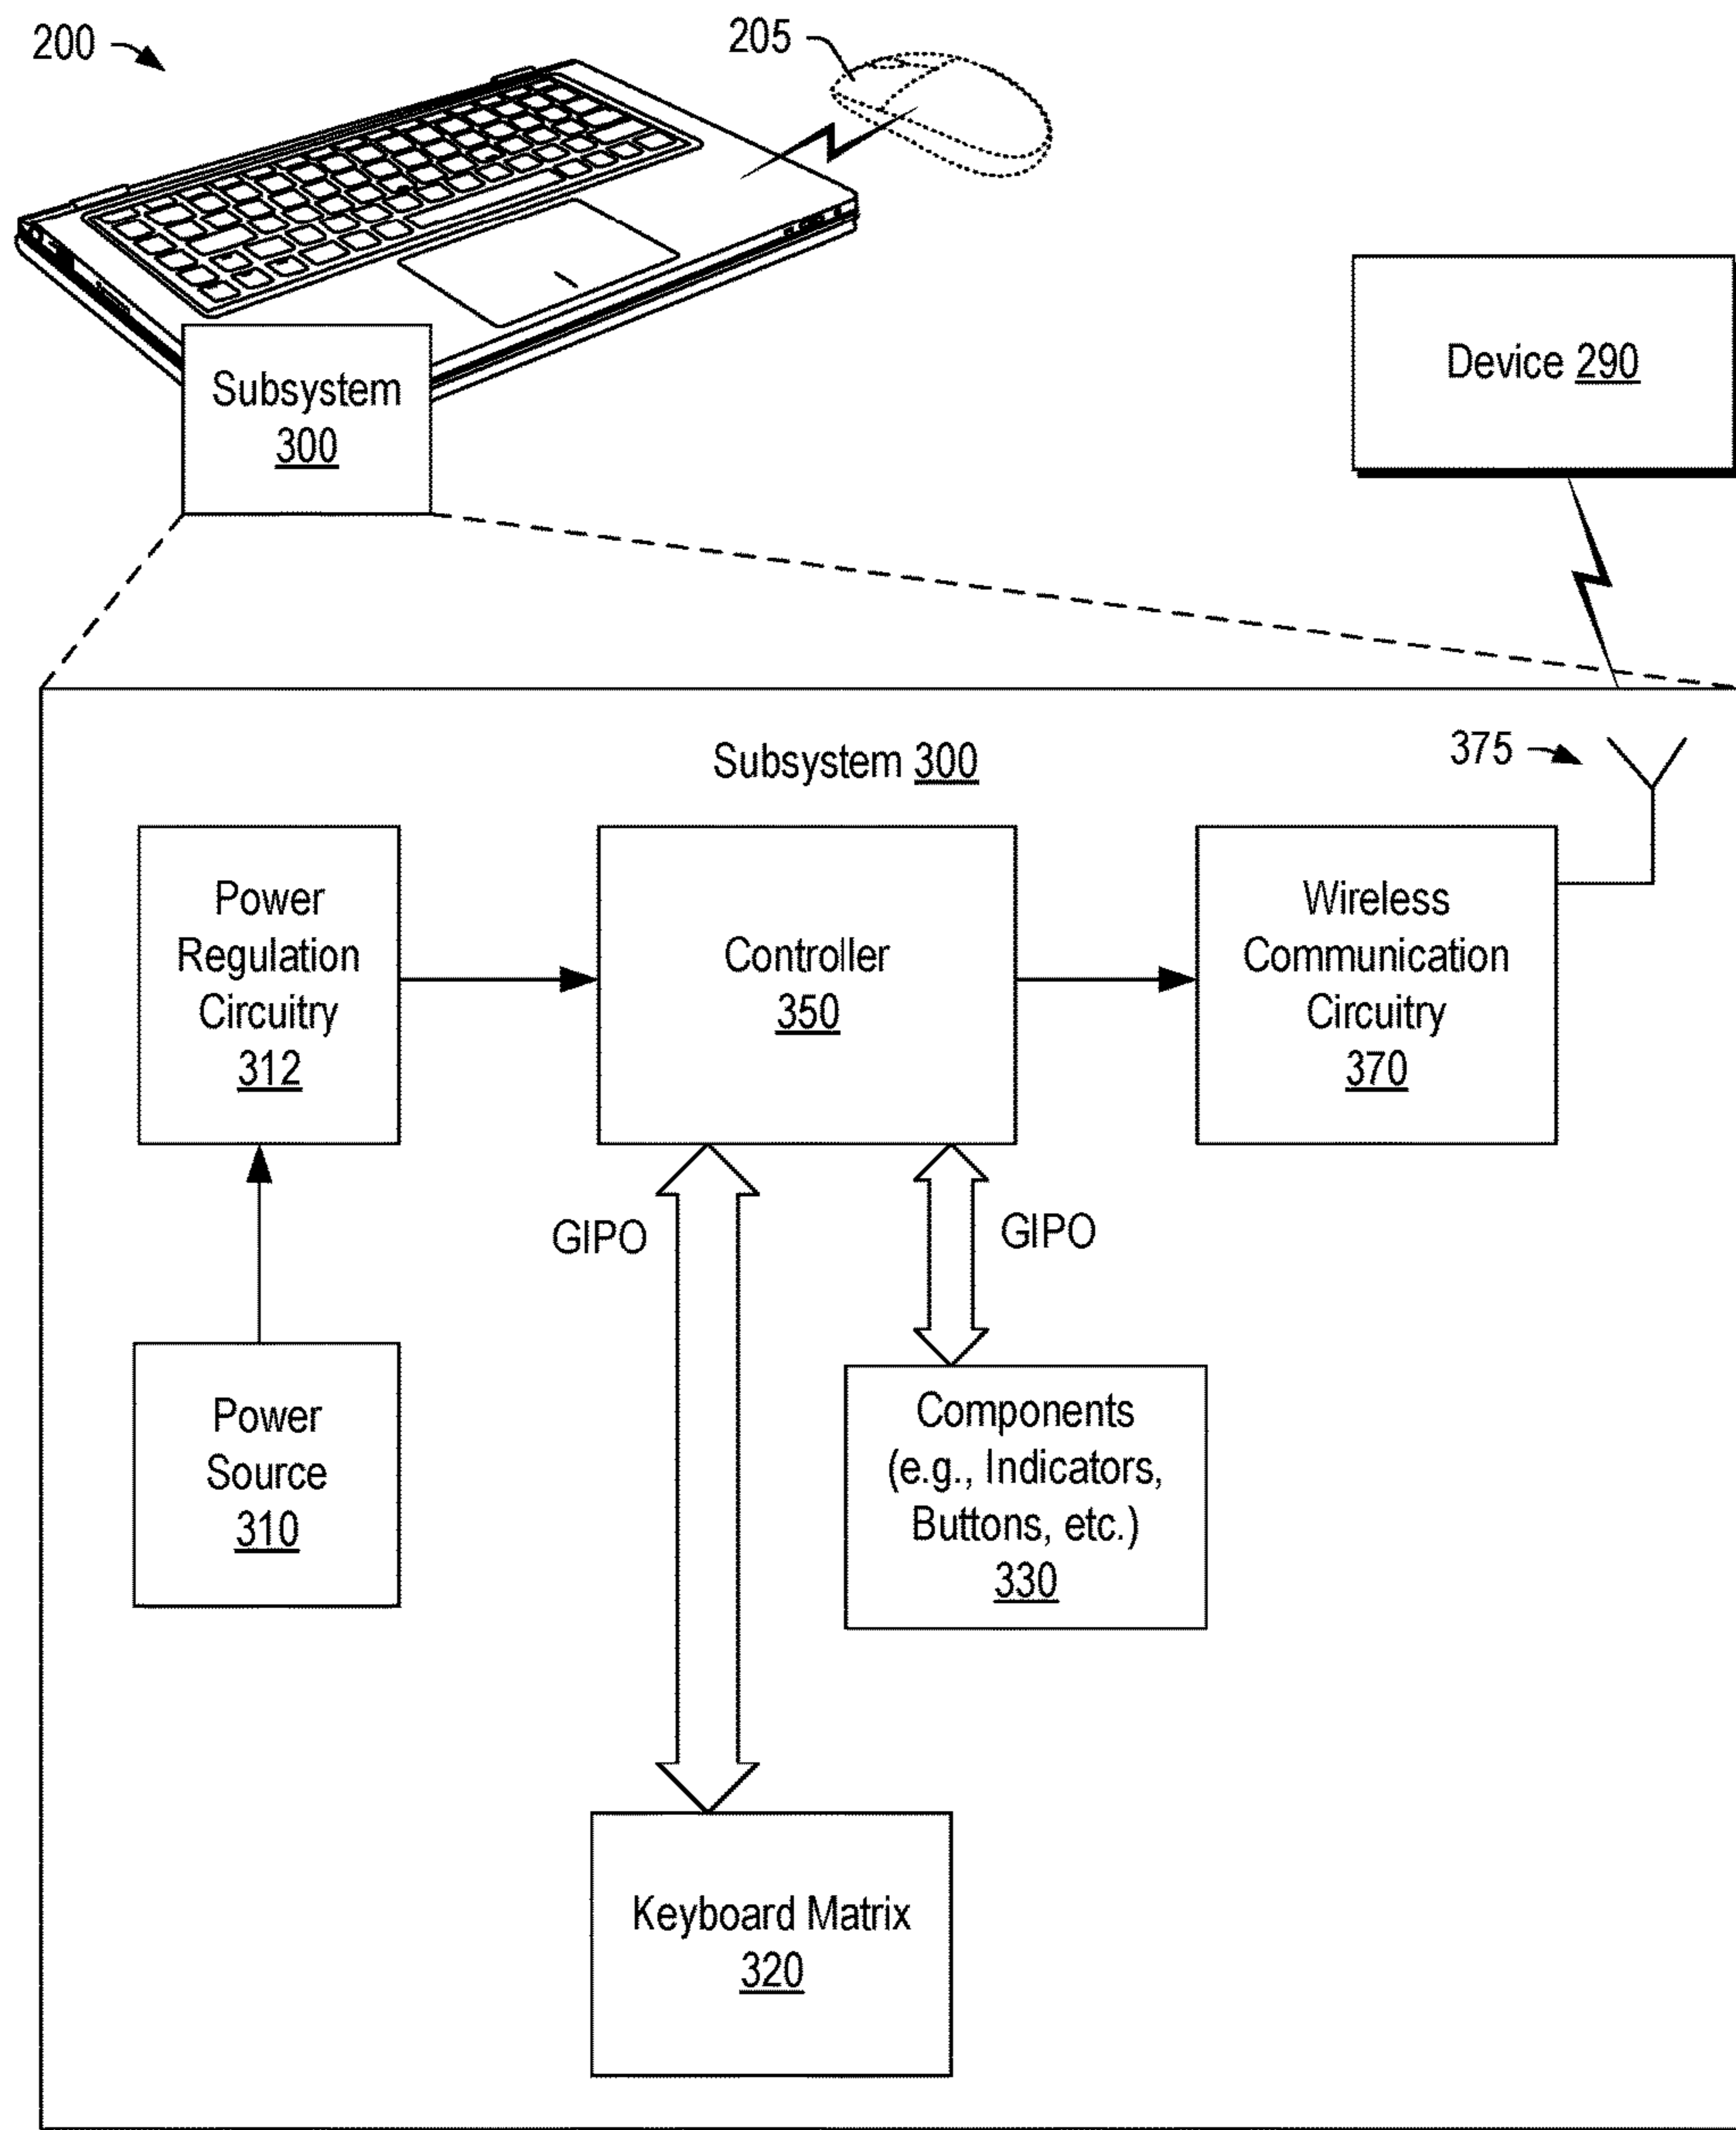 200
205
Subsystem
300
Device 290
Subsystem 300
375
Power
Regulation
Circuitry
312
Controller
350
Wireless
Communication
Circuitry
370
GIPO
GIPO
Power
Source
310
Components
(e.g., Indicators,
Buttons, etc.)
330
Keyboard Matrix
320